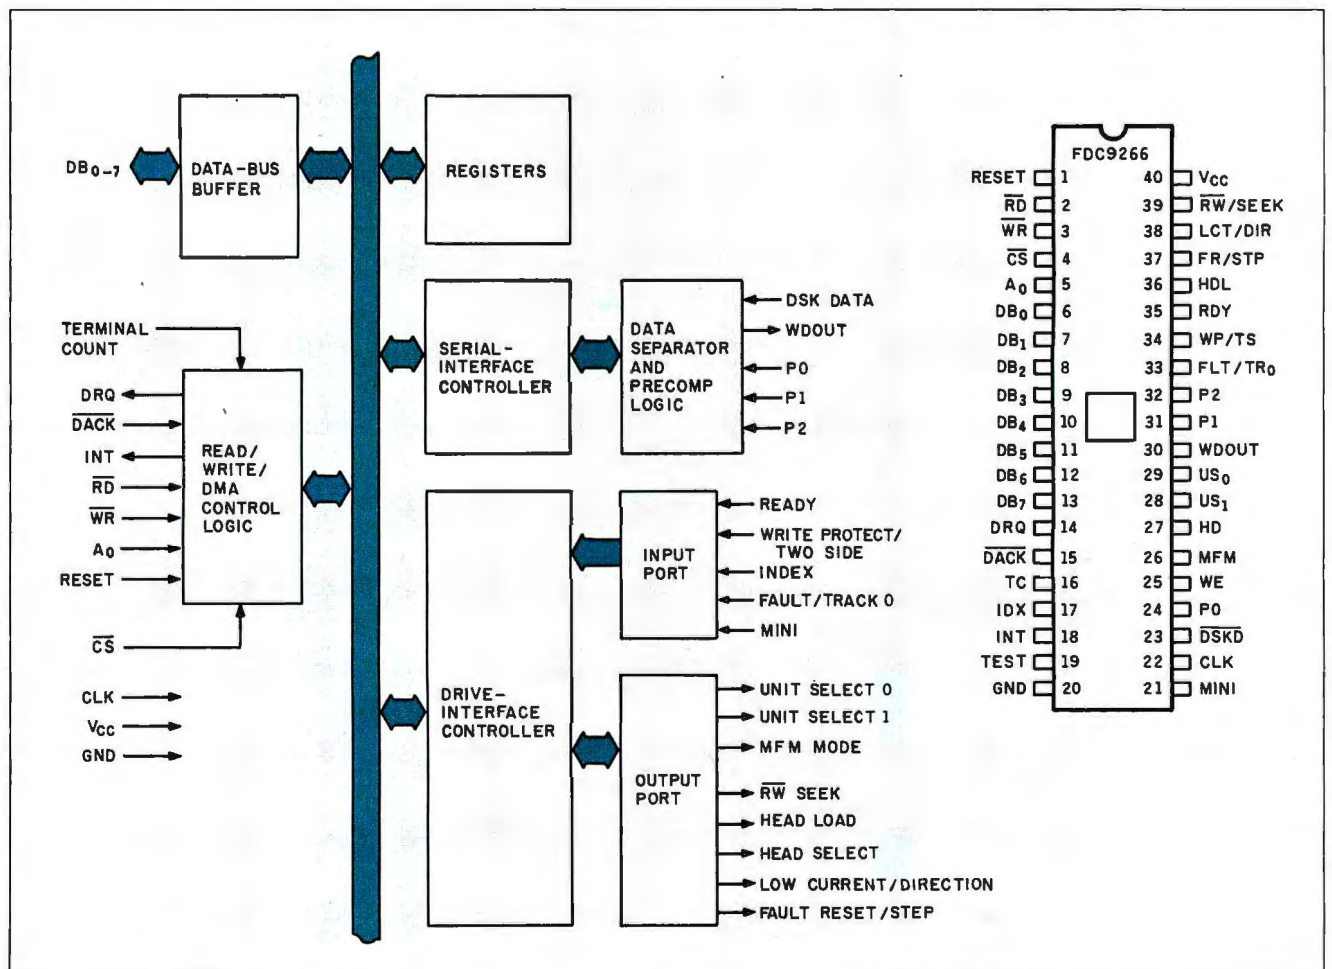 DB0-7
DATA-BUS
BUFFER
REGISTERS
TERMINAL
COUNT
DRQ
DACK
INT
RD
WR
A0
RESET
CS
CLK
VCC
GND
READ/
WRITE/
DMA
CONTROL
LOGIC
SERIAL-
INTERFACE
CONTROLLER
DATA
SEPARATOR
AND
PRECOMP
LOGIC
DSK DATA
WDOUT
P0
P1
P2
DRIVE-
INTERFACE
CONTROLLER
INPUT
PORT
READY
WRITE PROTECT/
TWO SIDE
INDEX
FAULT/TRACK 0
MINI
OUTPUT
PORT
UNIT SELECT 0
UNIT SELECT 1
MFM MODE
RW SEEK
HEAD LOAD
HEAD SELECT
LOW CURRENT/DIRECTION
FAULT RESET/STEP
FDC9266
RESET 1 40 VCC
RD 2 39 RW/SEEK
WR 3 38 LCT/DIR
CS 4 37 FR/STP
A0 5 36 HDL
DB0 6 35 RDY
DB1 7 34 WP/TS
DB2 8 33 FLT/TR0
DB3 9 32 P2
DB4 10 31 P1
DB5 11 30 WDOUT
DB6 12 29 US0
DB7 13 28 US1
DRQ 14 27 HD
DACK 15 26 MFM
TC 16 25 WE
IDX 17 24 P0
INT 18 23 DSKD
TEST 19 22 CLK
GND 20 21 MINI